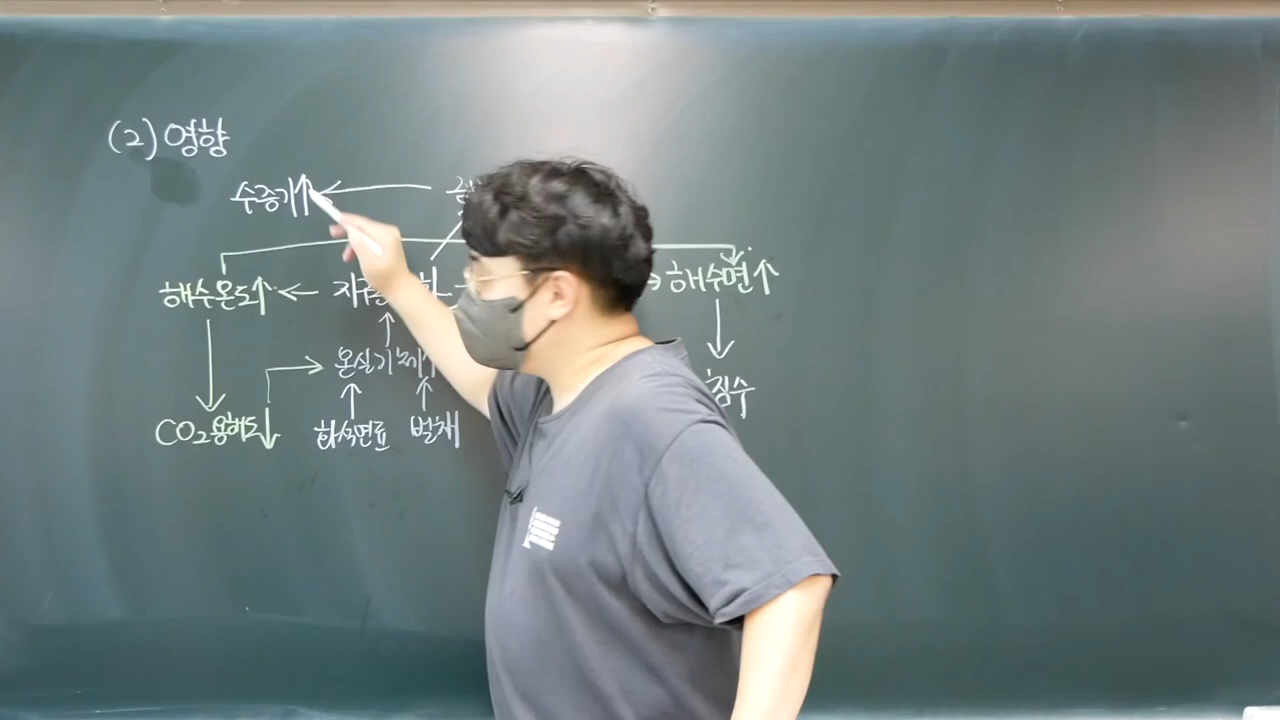 (2) 영향
수증기↑ ←
해수온도↑ ← → 해수면↑
→ 온실기체↑ 침수
CO2 용해도↓ 화석연료 벌채